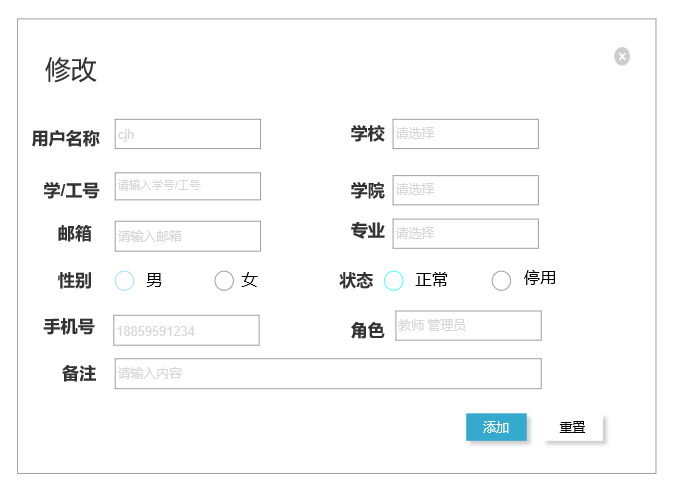 修改
x
用户名称 cjh 学校 请选择
学/工号 请输入学号/工号 学院 请选择
邮箱 请输入邮箱 专业 请选择
性别 男 女 状态 正常 停用
手机号 18859591234 角色 教师 管理员
备注 请输入内容
添加 重置